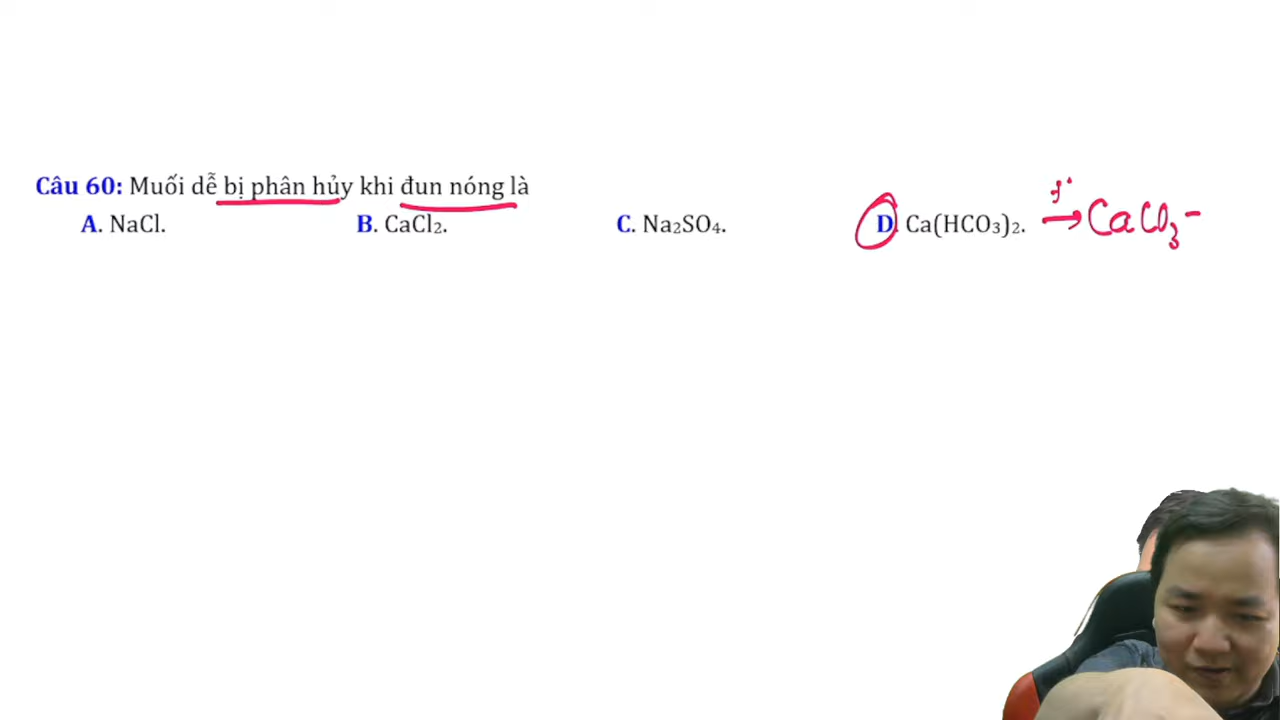 Câu 60: Muối dễ bị phân hủy khi đun nóng là
A. NaCl. B. CaCl₂. C. Na₂SO₄. D. Ca(HCO₃)₂. t° → CaCO₃ -